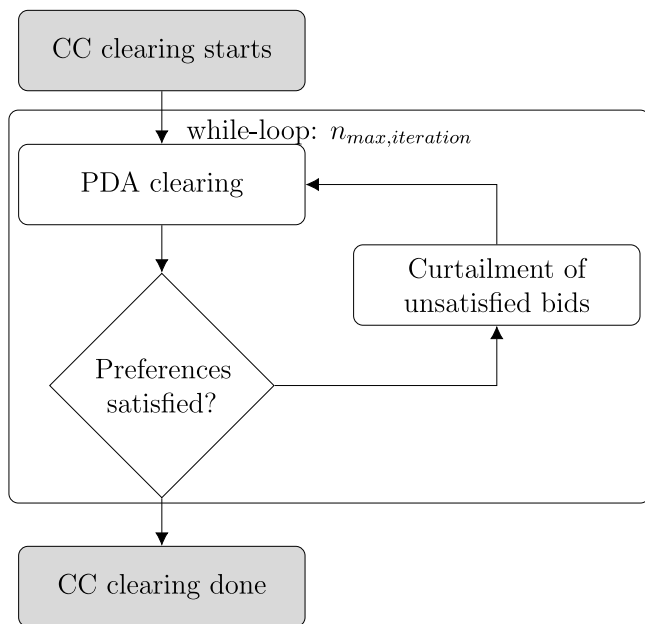 CC clearing starts
while-loop: n_{max,iteration}
PDA clearing
Curtailment of
unsatisfied bids
Preferences
satisfied?
CC clearing done